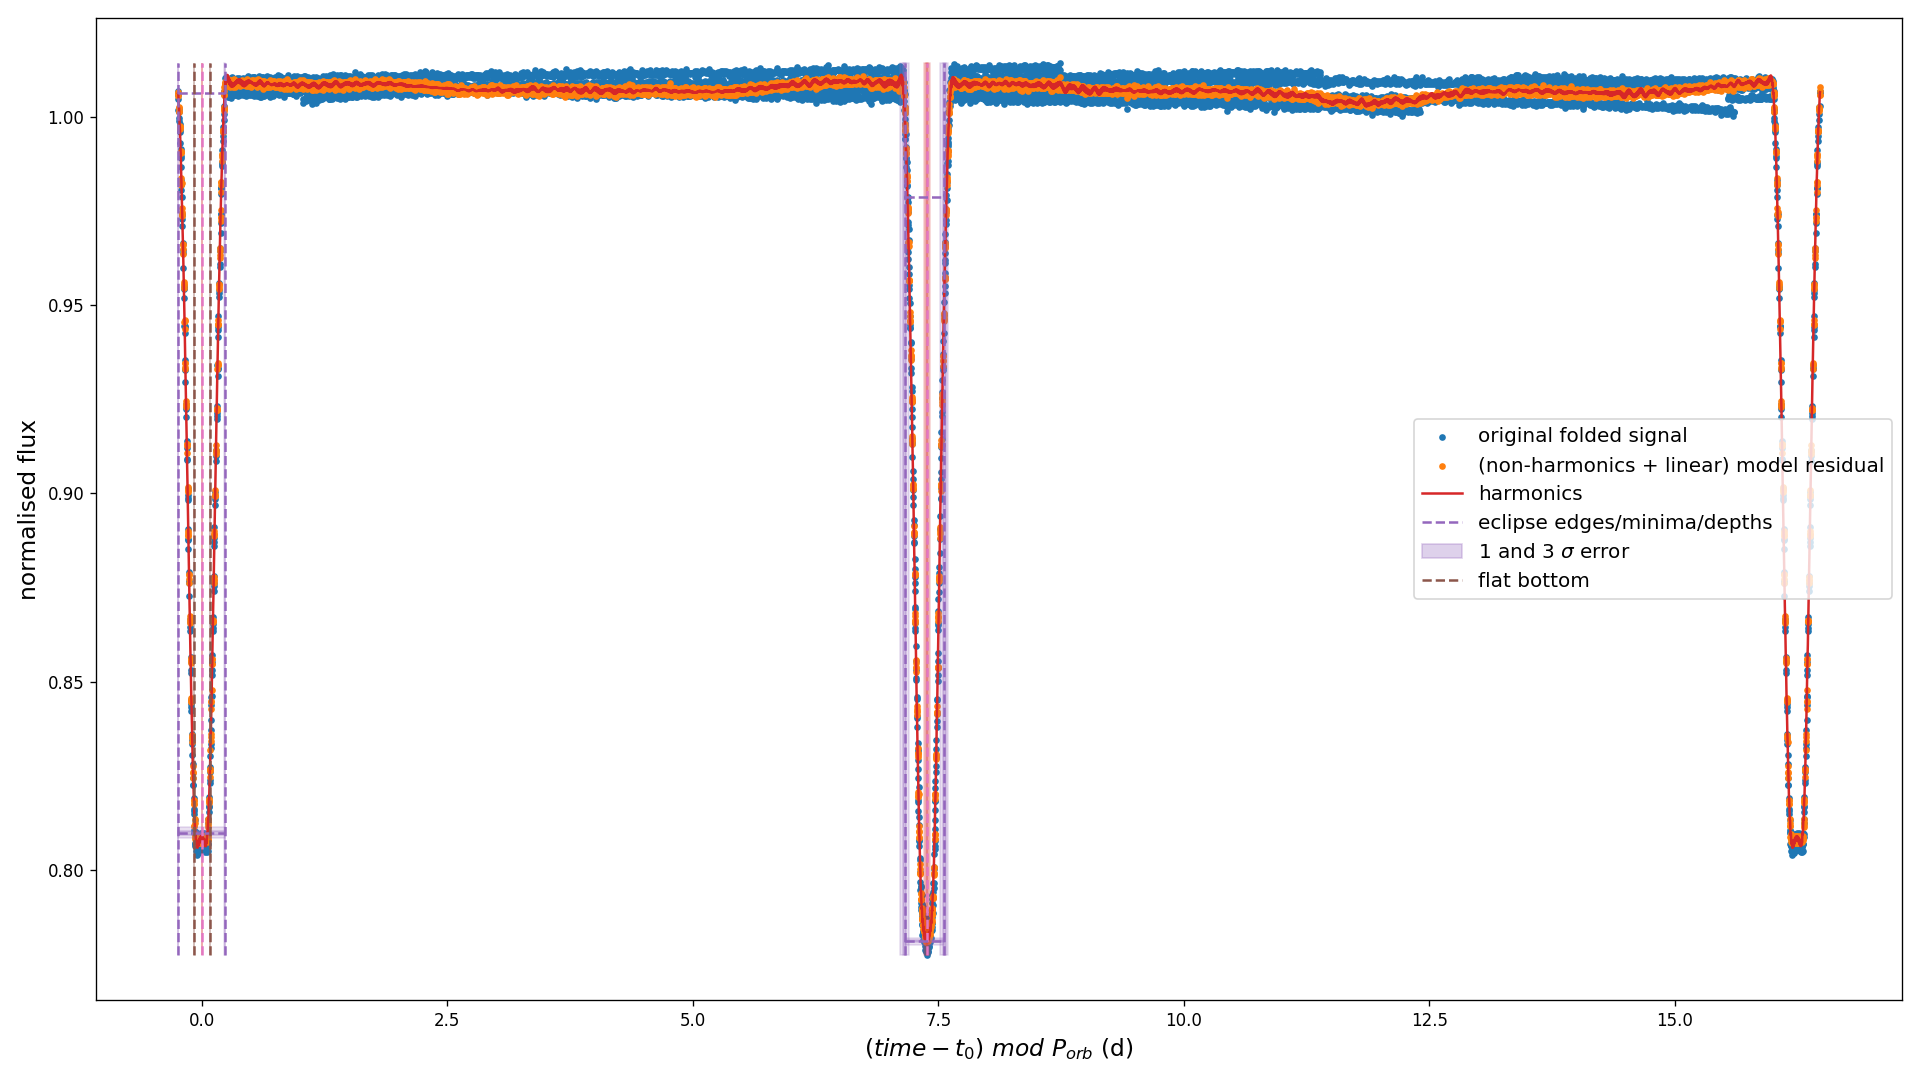 normalised flux
1.00
0.95
0.90
0.85
0.80
original folded signal
(non-harmonics + linear) model residual
harmonics
eclipse edges/minima/depths
1 and 3 σ error
flat bottom
0.0 2.5 5.0 7.5 10.0 12.5 15.0
(time − t₀) mod P_orb (d)